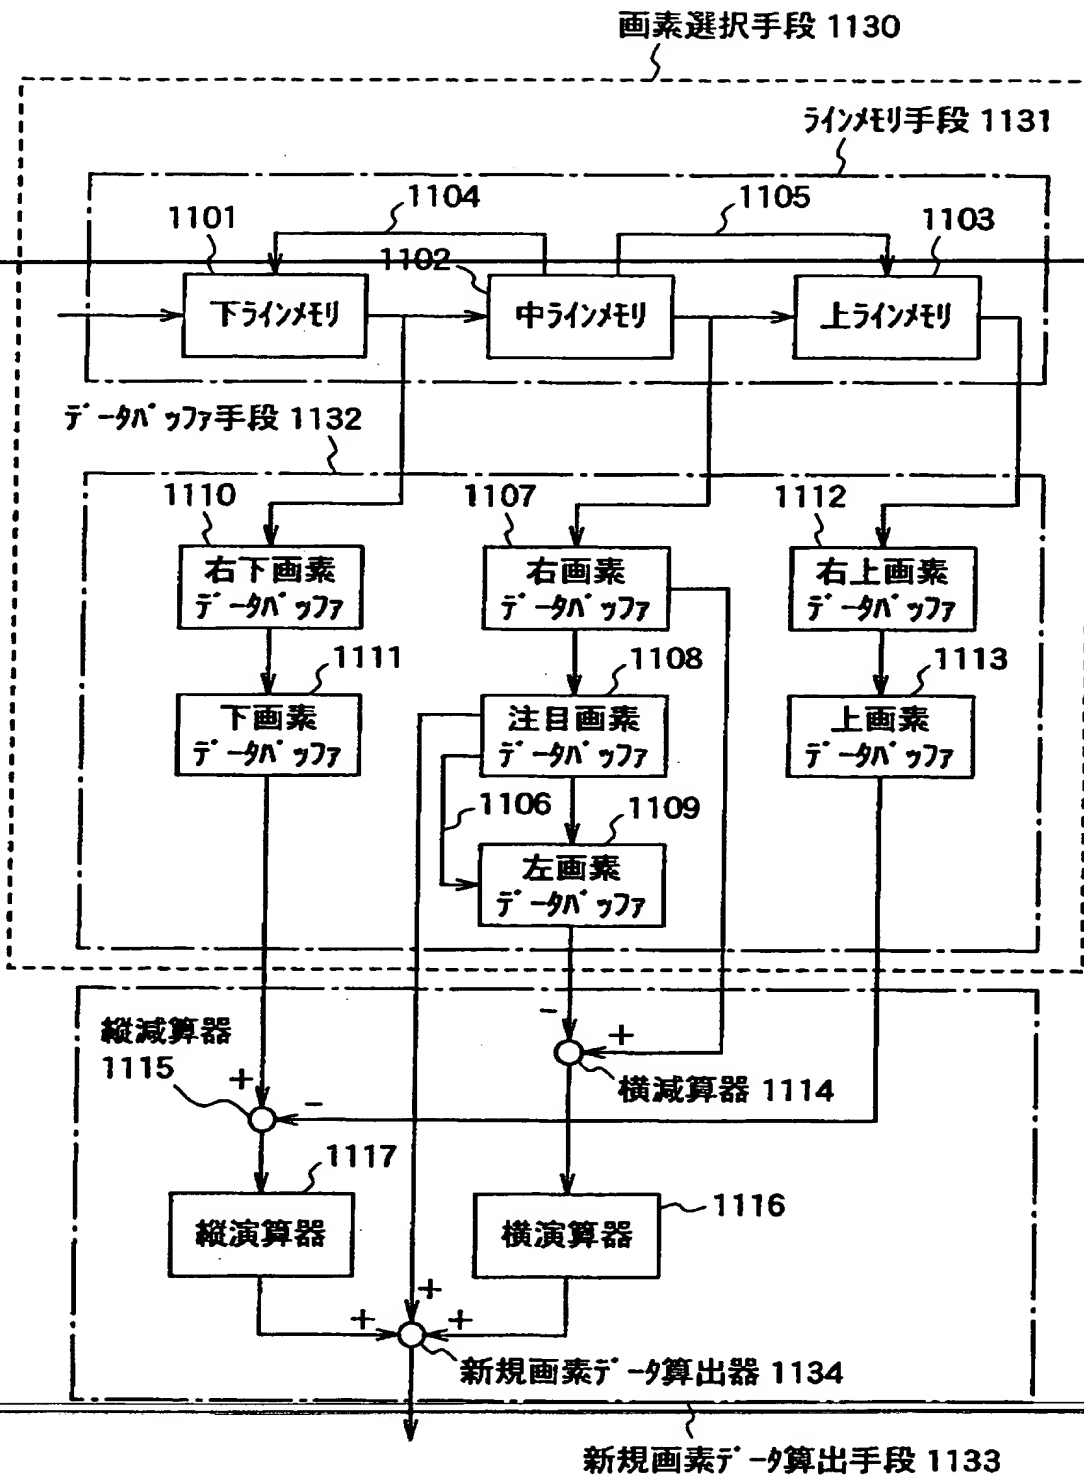 画素選択手段 1130
ラインメモリ手段 1131
1104
1105
1101
1102
1103
下ラインメモリ
中ラインメモリ
上ラインメモリ
データバッファ手段 1132
1110
1107
1112
右下画素
データバッファ
右画素
データバッファ
右上画素
データバッファ
1111
1108
1113
下画素
データバッファ
注目画素
データバッファ
上画素
データバッファ
1106
1109
左画素
データバッファ
-
+
縦減算器
1115
+
-
横減算器 1114
1117
1116
縦演算器
横演算器
+
+
+
新規画素データ算出器 1134
新規画素データ算出手段 1133